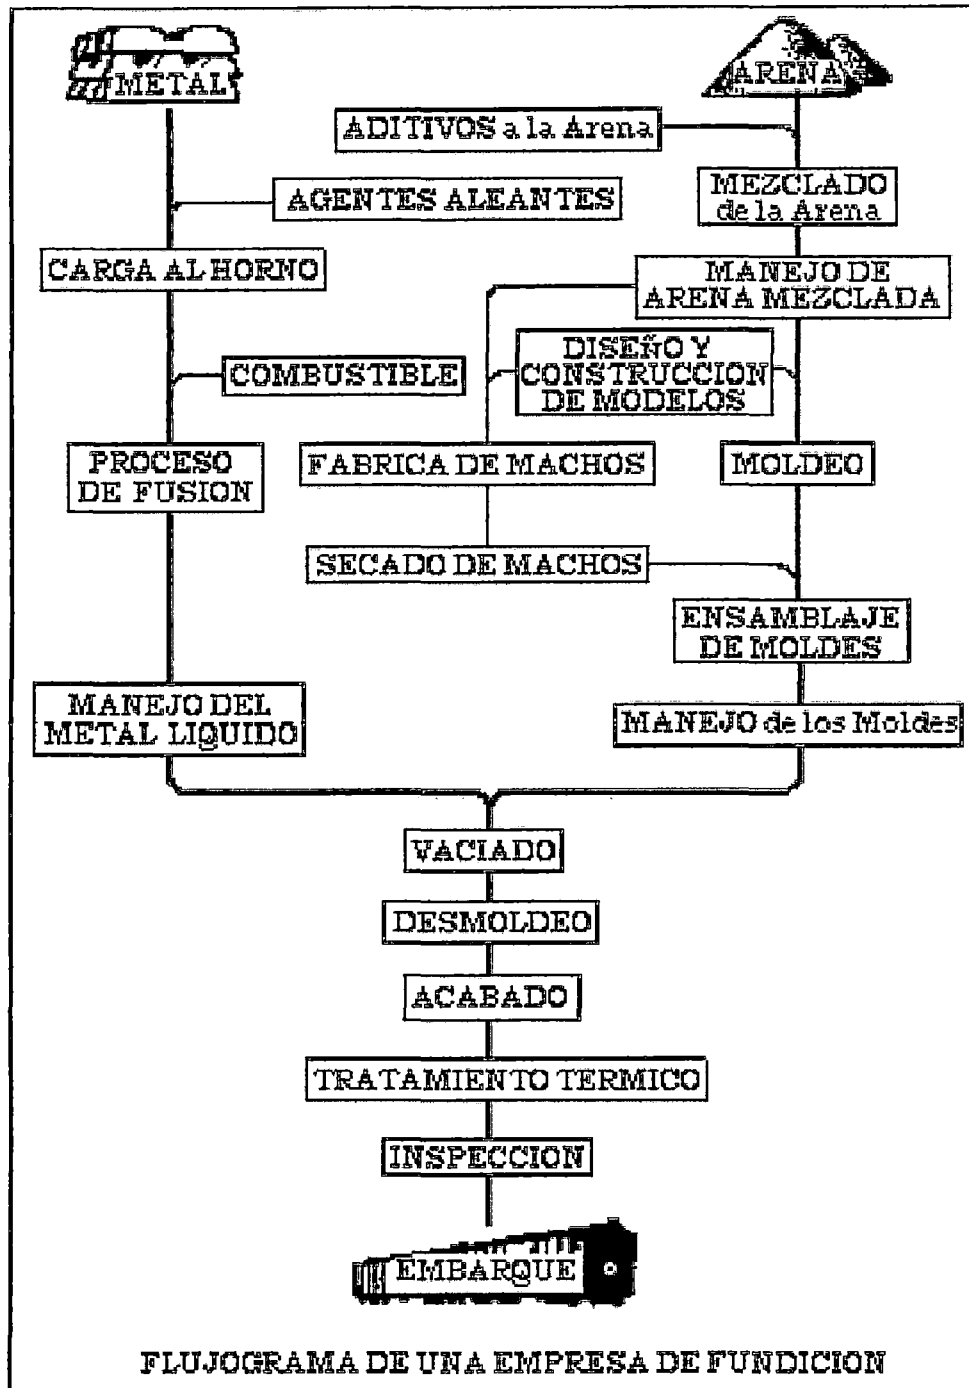 METAL
ARENA
ADITIVOS a la Arena
MEZCLADO
de la Arena
AGENTES ALEANTES
CARGA AL HORNO
MANEJO DE
ARENA MEZCLADA
DISEÑO Y
CONSTRUCCION
DE MODELOS
COMBUSTIBLE
PROCESO
DE FUSION
FABRICA DE MACHOS
MOLDEO
SECADO DE MACHOS
ENSAMBLAJE
DE MOLDES
MANEJO DEL
METAL LIQUIDO
MANEJO de los Moldes
VACIADO
DESMOLDEO
ACABADO
TRATAMIENTO TERMICO
INSPECCION
EMBARQUE
FLUJOGRAMA DE UNA EMPRESA DE FUNDICION